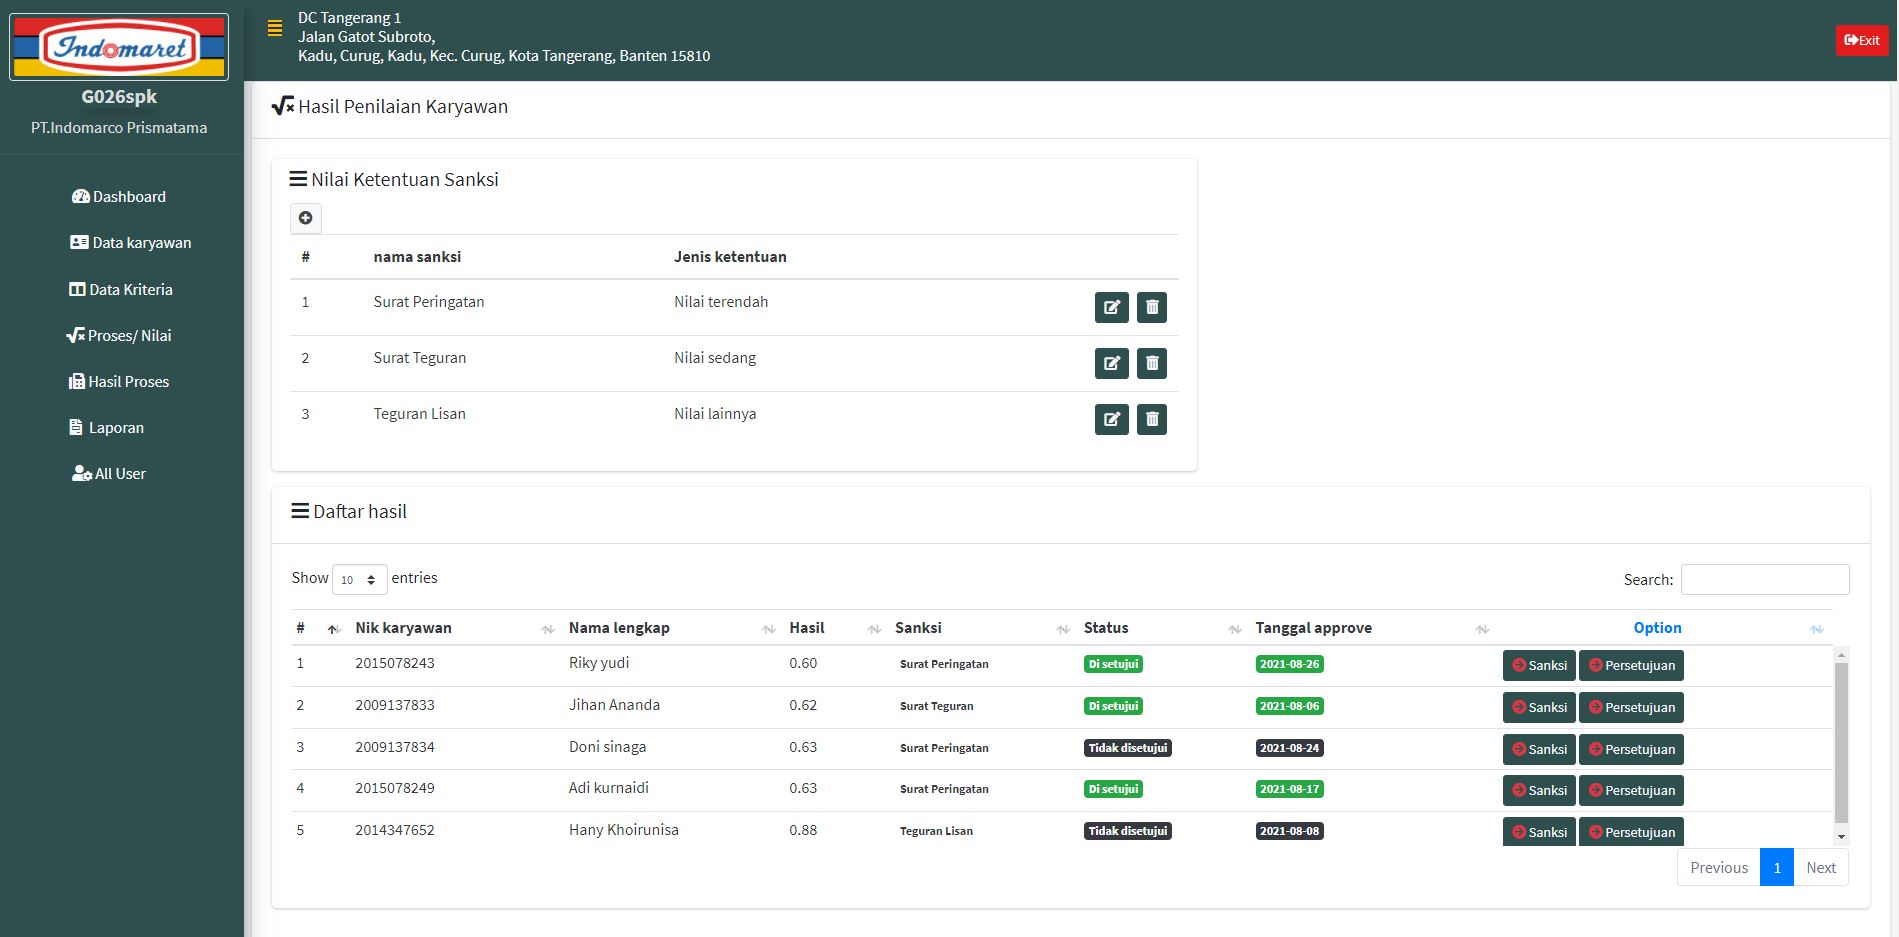 Indomaret
G026spk
PT.Indomarco Prismatama
Dashboard
Data karyawan
Data Kriteria
Proses/ Nilai
Hasil Proses
Laporan
All User
DC Tangerang 1
Jalan Gatot Subroto,
Kadu, Curug, Kadu, Kec. Curug, Kota Tangerang, Banten 15810
Exit
Hasil Penilaian Karyawan
Nilai Ketentuan Sanksi
# nama sanksi Jenis ketentuan
1 Surat Peringatan Nilai terendah
2 Surat Teguran Nilai sedang
3 Teguran Lisan Nilai lainnya
Daftar hasil
Show 10 entries Search:
# Nik karyawan Nama lengkap Hasil Sanksi Status Tanggal approve Option
1 2015078243 Riky yudi 0.60 Surat Peringatan Di setujui 2021-08-26 Sanksi Persetujuan
2 2009137833 Jihan Ananda 0.62 Surat Teguran Di setujui 2021-08-06 Sanksi Persetujuan
3 2009137834 Doni sinaga 0.63 Surat Peringatan Tidak disetujui 2021-08-24 Sanksi Persetujuan
4 2015078249 Adi kurnaidi 0.63 Surat Peringatan Di setujui 2021-08-17 Sanksi Persetujuan
5 2014347652 Hany Khoirunisa 0.88 Teguran Lisan Tidak disetujui 2021-08-08 Sanksi Persetujuan
Previous 1 Next